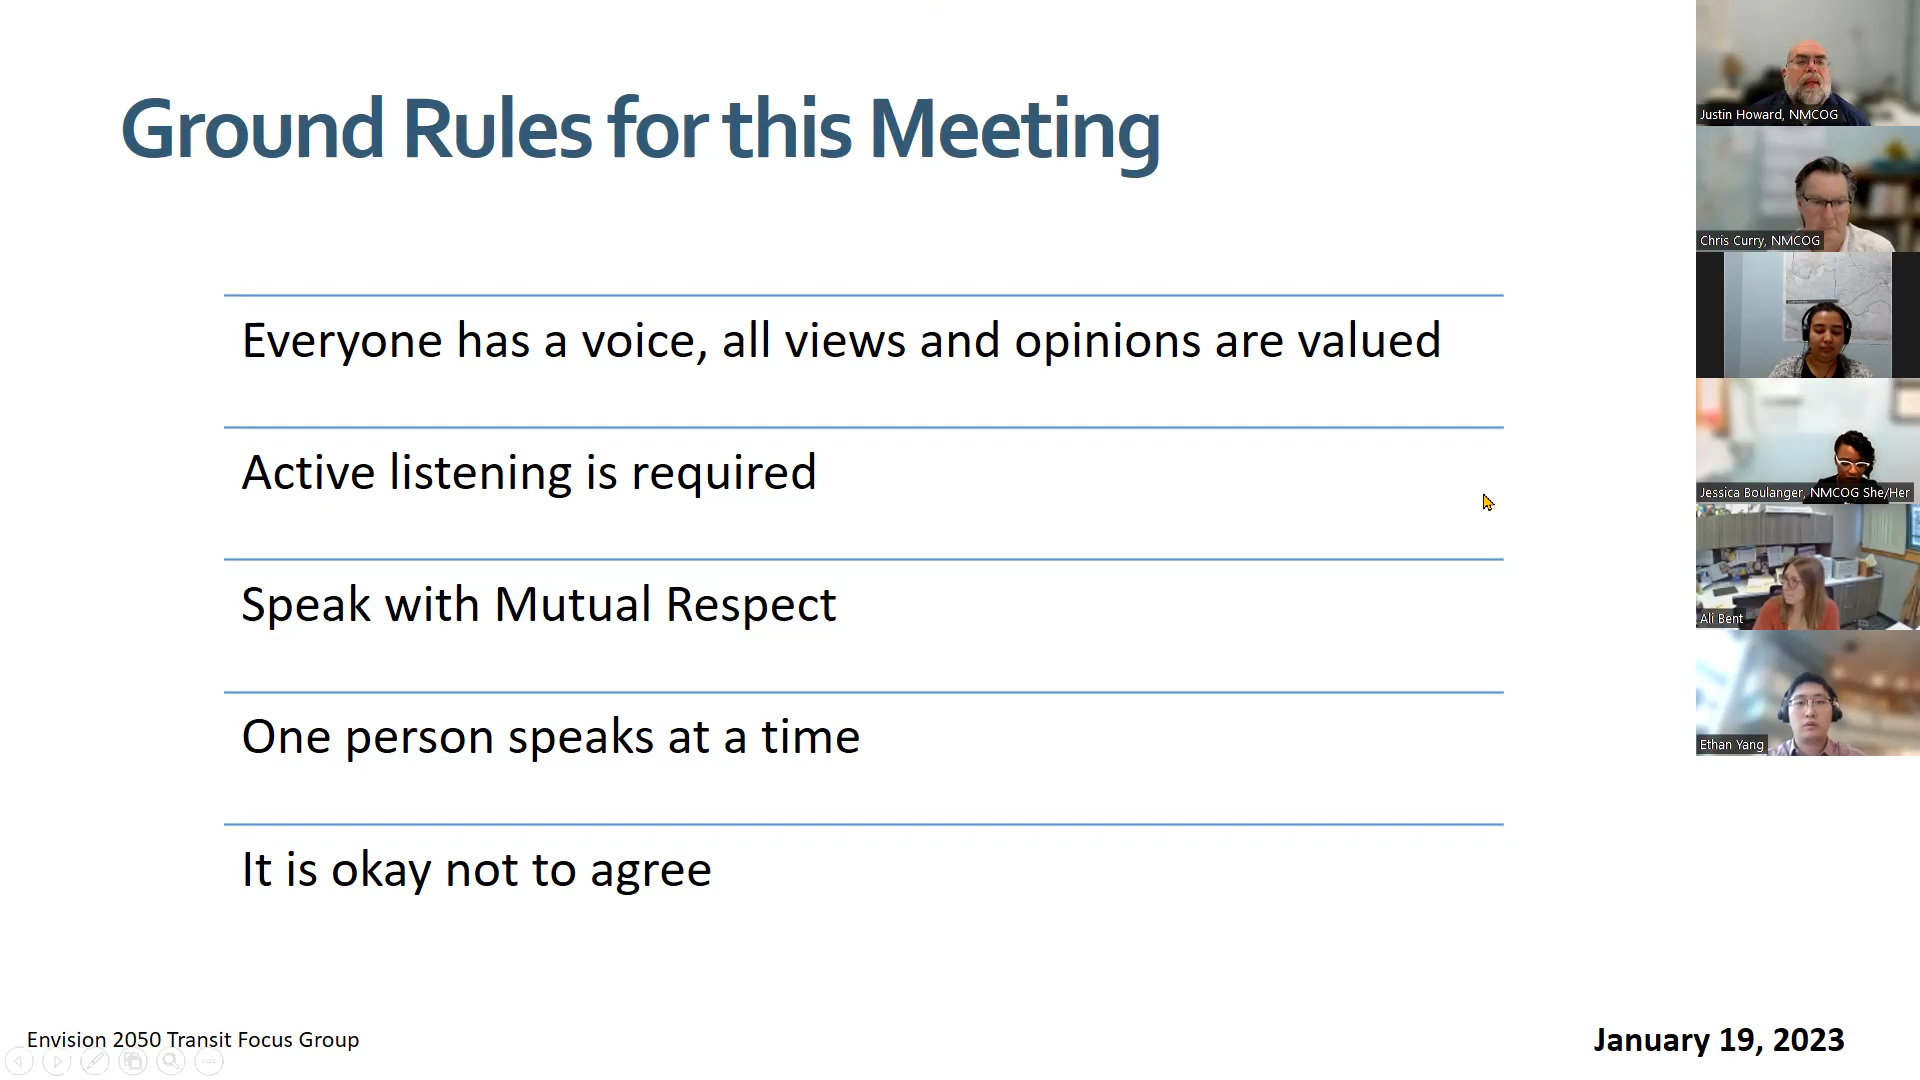 Ground Rules for this Meeting
Everyone has a voice, all views and opinions are valued
Active listening is required
Speak with Mutual Respect
One person speaks at a time
It is okay not to agree
Envision 2050 Transit Focus Group
January 19, 2023
Justin Howard, NMCOG
Chris Curry, NMCOG
Jessica Boulanger, NMCOG She/Her
Ali Bent
Ethan Yang